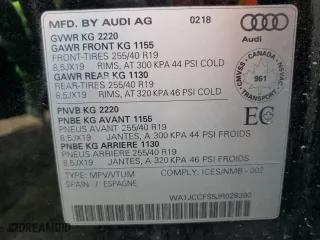 MFD. BY AUDI AG 0218
GVWR KG 2220
GAWR FRONT KG 1155
FRONT-TIRES 255/40 R19
8,5JX19 RIMS, AT 300 KPA 44 PSI COLD
GAWR REAR KG 1130
REAR-TIRES 255/40 R19
8,5JX19 RIMS, AT 320 KPA 46 PSI COLD
Audi
CMVSS - CANADA - NSVAC
961
TRANSPORT
PNVB KG 2220
PNBE KG AVANT 1155
PNEUS AVANT 255/40 R19
8,5JX19 JANTES, A 300 KPA 44 PSI FROIDS
PNBE KG ARRIERE 1130
PNEUS ARRIERE 255/40 R19
8,5JX19 JANTES, AT 320 KPA 46 PSI FROIDS
EC
TYPE: MPV/VTUM COMPLY: ICES/NMB - 002
SPAIN / ESPAGNE